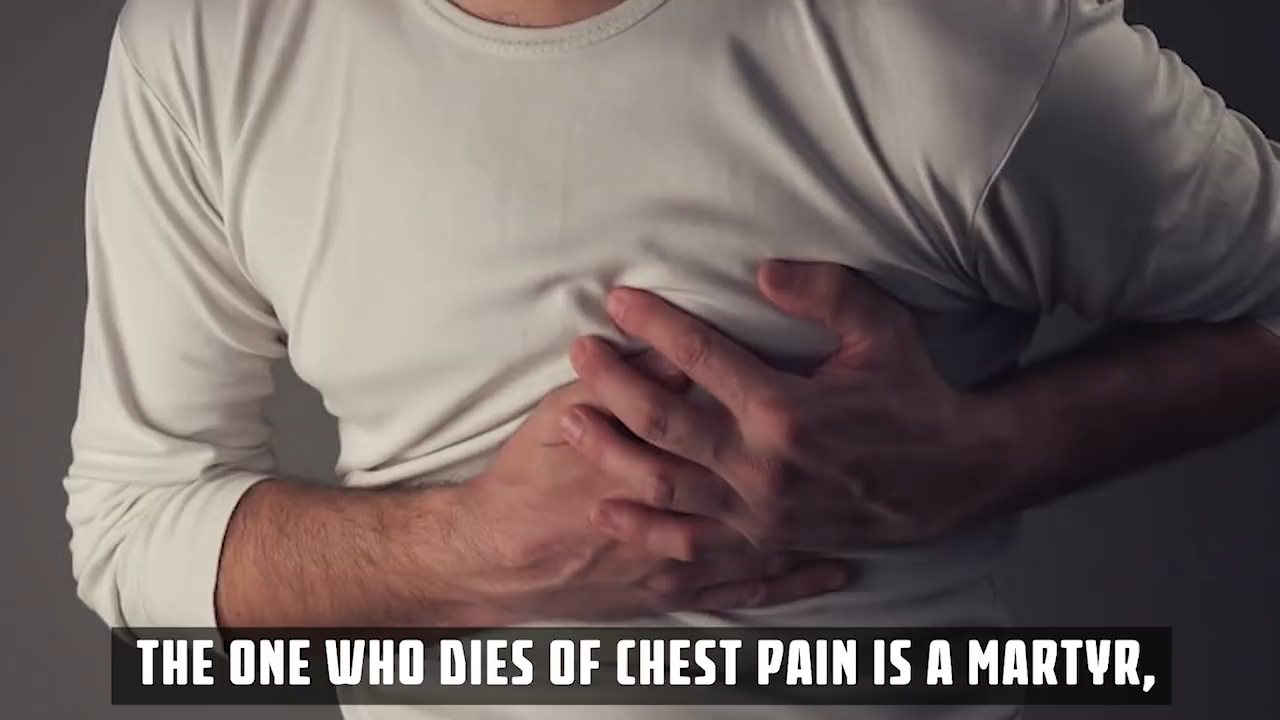 THE ONE WHO DIES OF CHEST PAIN IS A MARTYR,